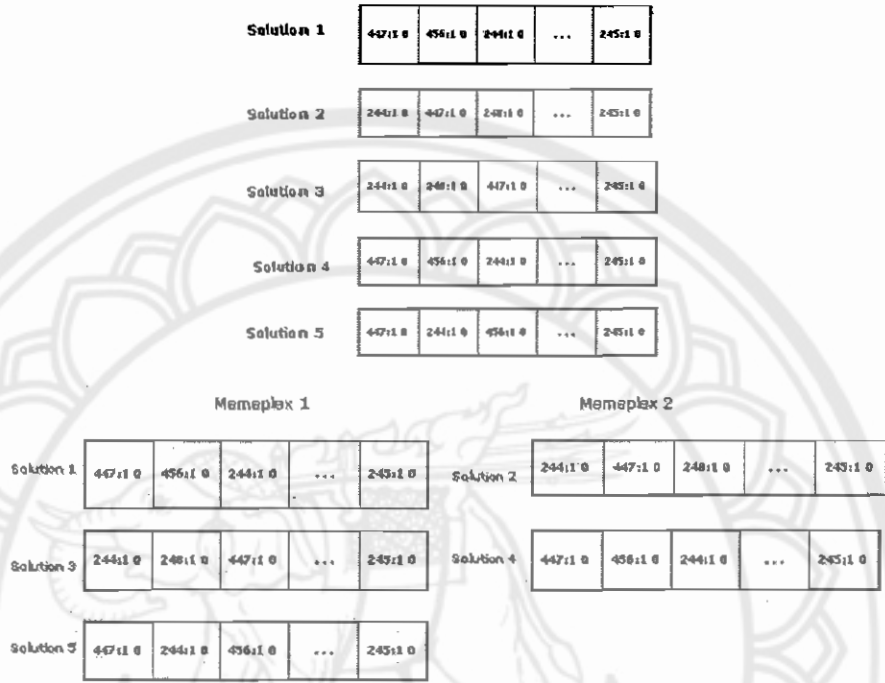 Solution 1 447:1 0 456:1 0 244:1 0 ... 245:1 0
Solution 2 244:1 0 447:1 0 248:1 0 ... 245:1 0
Solution 3 244:1 0 248:1 0 447:1 0 ... 245:1 0
Solution 4 447:1 0 456:1 0 244:1 0 ... 245:1 0
Solution 5 447:1 0 244:1 0 456:1 0 ... 245:1 0
Memeplex 1 Memeplex 2
Solution 1 447:1 0 456:1 0 244:1 0 ... 245:1 0
Solution 2 244:1 0 447:1 0 248:1 0 ... 245:1 0
Solution 3 244:1 0 248:1 0 447:1 0 ... 245:1 0
Solution 4 447:1 0 456:1 0 244:1 0 ... 245:1 0
Solution 5 447:1 0 244:1 0 456:1 0 ... 245:1 0